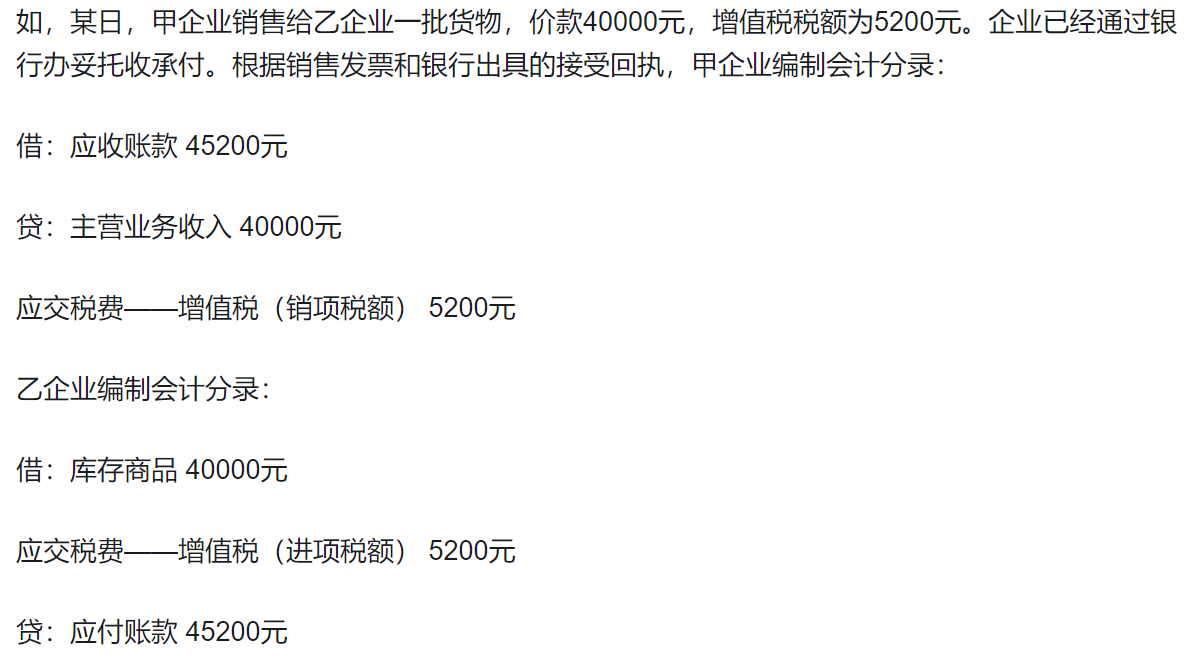 如，某日，甲企业销售给乙企业一批货物，价款40000元，增值税税额为5200元。企业已经通过银
行办妥托收承付。根据销售发票和银行出具的接受回执，甲企业编制会计分录：
借：应收账款 45200元
贷：主营业务收入 40000元
应交税费——增值税（销项税额） 5200元
乙企业编制会计分录：
借：库存商品 40000元
应交税费——增值税（进项税额） 5200元
贷：应付账款 45200元